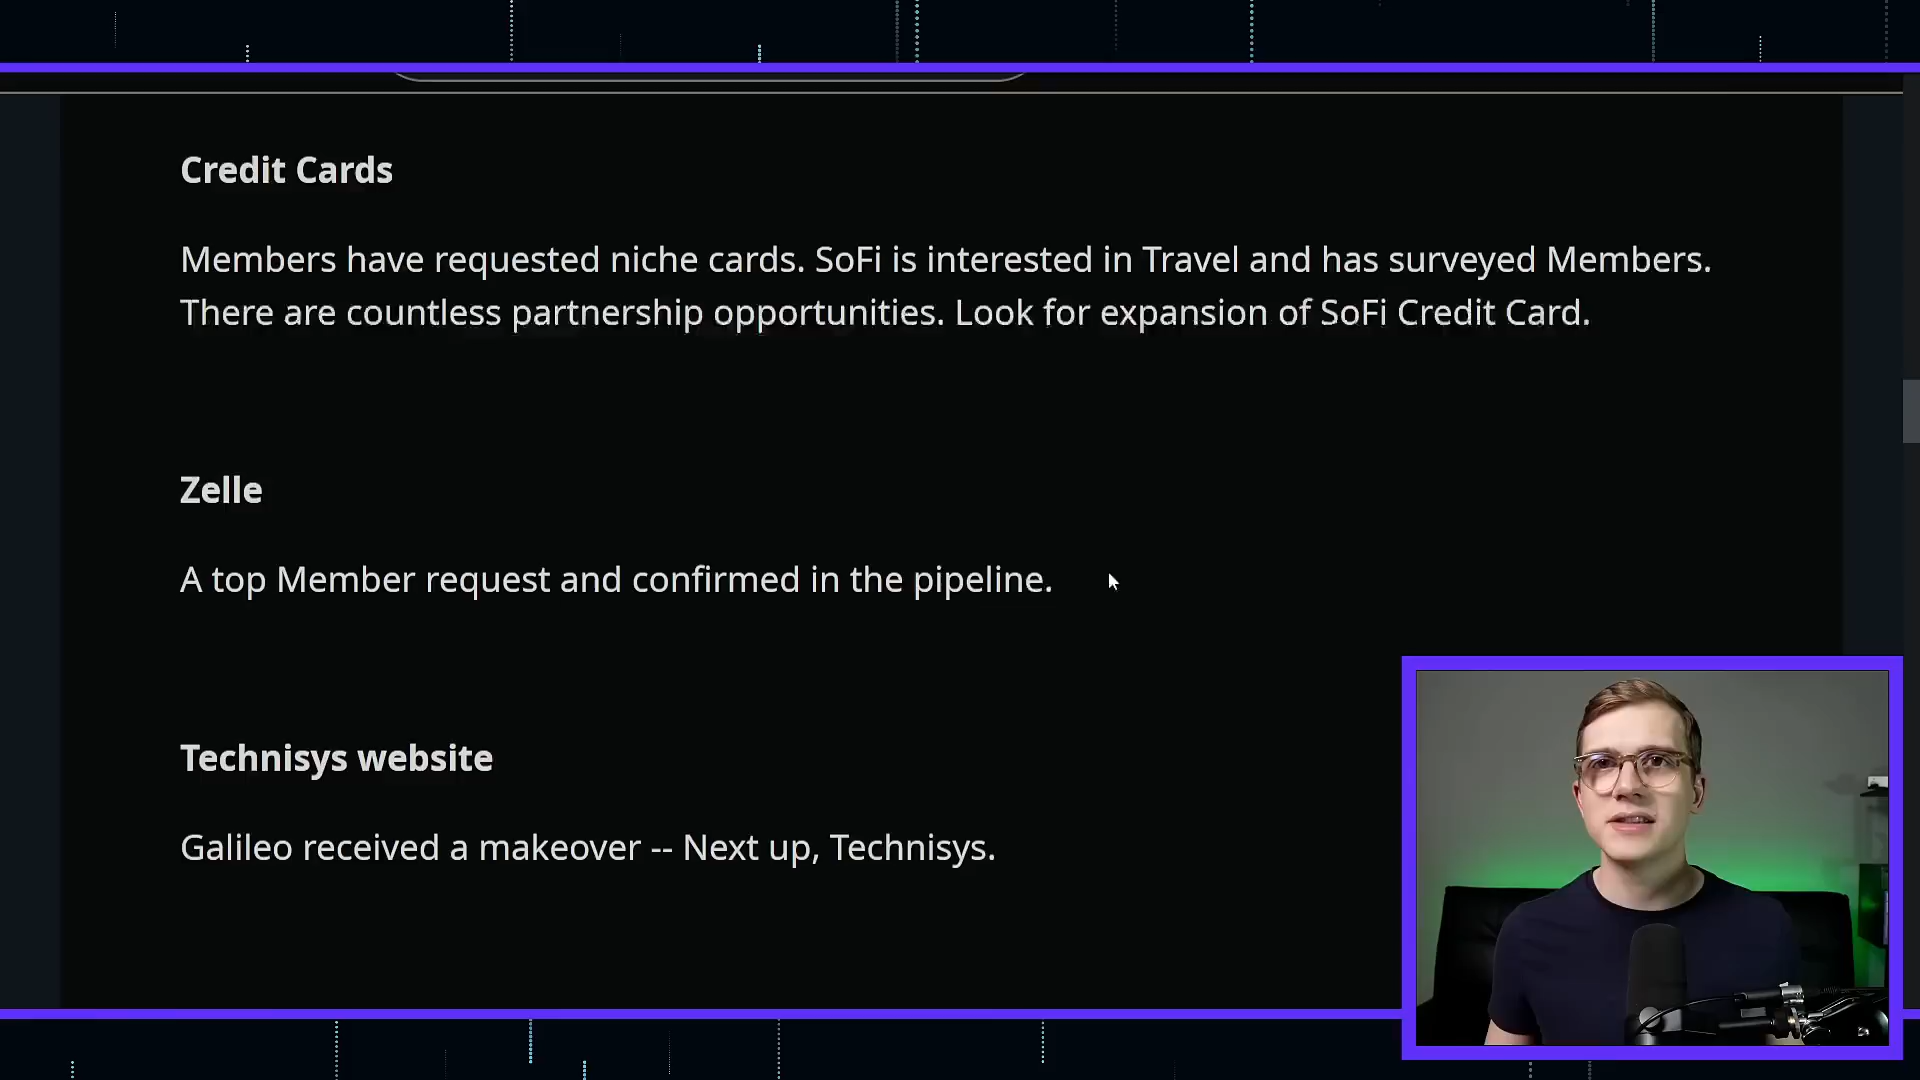 Credit Cards
Members have requested niche cards. SoFi is interested in Travel and has surveyed Members.
There are countless partnership opportunities. Look for expansion of SoFi Credit Card.
Zelle
A top Member request and confirmed in the pipeline.
Technisys website
Galileo received a makeover -- Next up, Technisys.